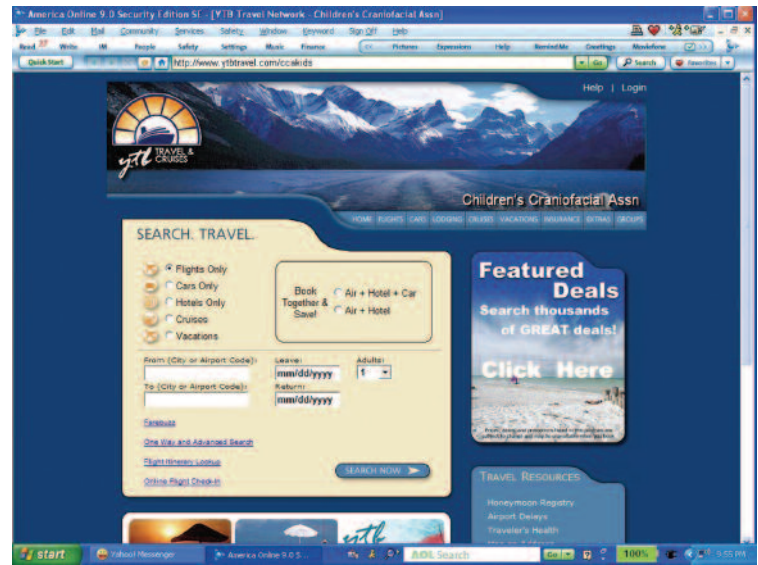 America Online 9.0 Security Edition SE - [YTB Travel Network - Children's Craniofacial Assn]
File Edit Mail Community Services Safety Window Keyword Sign Off Help
Read 27 Write IM People Safety Settings Music Finance Pictures Expressions Help Remind Me Greetings Moviefone
Quick Start http://www.ytbtravel.com/ccakids Go Search Favorites
Help | Login
ytb TRAVEL & CRUISES
Children's Craniofacial Assn
HOME FLIGHTS CARS LODGING CRUISES VACATIONS INSURANCE EXTRAS GROUPS
SEARCH. TRAVEL.
Flights Only
Cars Only
Hotels Only
Cruises
Vacations
Book Together & Save!
Air + Hotel + Car
Air + Hotel
From (City or Airport Code): Leave: Adults:
mm/dd/yyyy 1
To (City or Airport Code): Return:
mm/dd/yyyy
Farebuzz
One Way and Advanced Search
Flight Itinerary Lookup
Online Flight Check-In
SEARCH NOW
Featured
Deals
Search thousands
of GREAT deals!
Click Here
TRAVEL RESOURCES
Honeymoon Registry
Airport Delays
Traveler's Health
ytb
start Yahoo! Messenger America Online 9.0 S... AOL Search Go 100% 9:55 PM